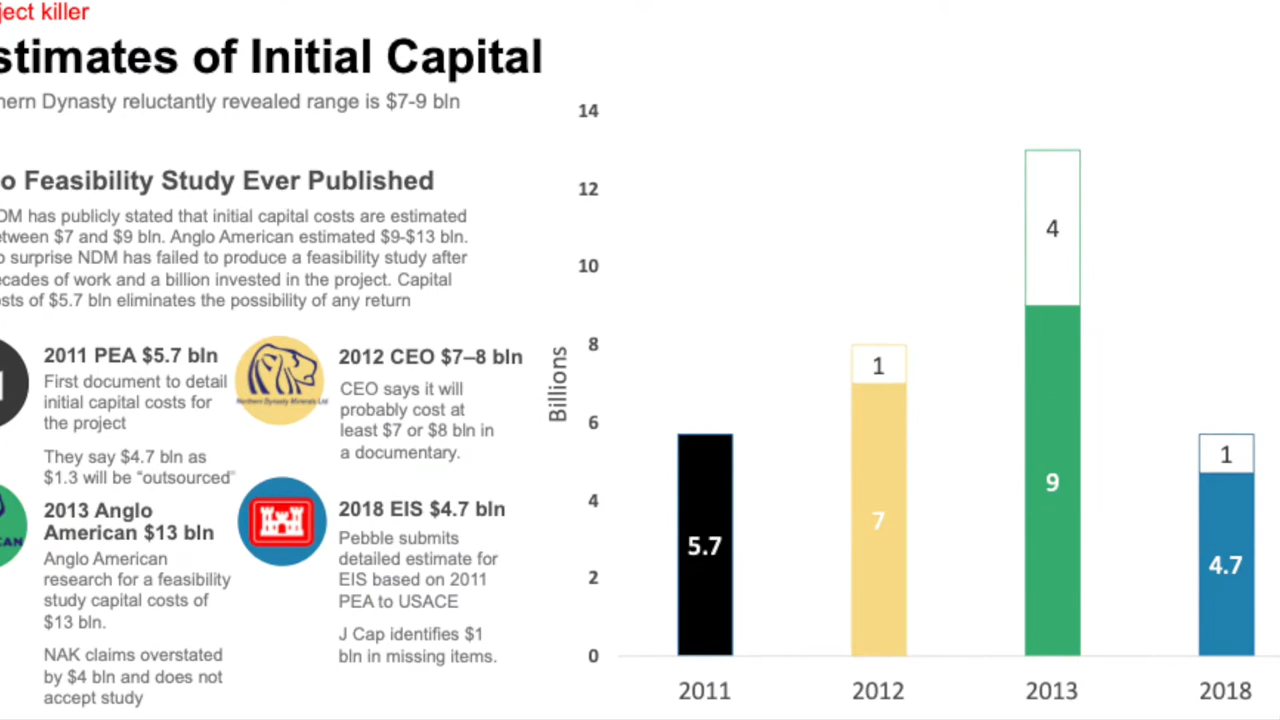 ject killer
stimates of Initial Capital
hern Dynasty reluctantly revealed range is $7-9 bln
o Feasibility Study Ever Published
DM has publicly stated that initial capital costs are estimated
etween $7 and $9 bln. Anglo American estimated $9-$13 bln.
o surprise NDM has failed to produce a feasibility study after
ecades of work and a billion invested in the project. Capital
sts of $5.7 bln eliminates the possibility of any return
2011 PEA $5.7 bln
First document to detail
initial capital costs for
the project
They say $4.7 bln as
$1.3 will be “outsourced”
Northern Dynasty Minerals Ltd
2012 CEO $7–8 bln
CEO says it will
probably cost at
least $7 or $8 bln in
a documentary.
CAN
2013 Anglo
American $13 bln
Anglo American
research for a feasibility
study capital costs of
$13 bln.
NAK claims overstated
by $4 bln and does not
accept study
2018 EIS $4.7 bln
Pebble submits
detailed estimate for
EIS based on 2011
PEA to USACE
J Cap identifies $1
bln in missing items.
Billions
14
12
10
8
6
4
2
0
5.7
1
7
4
9
1
4.7
2011
2012
2013
2018